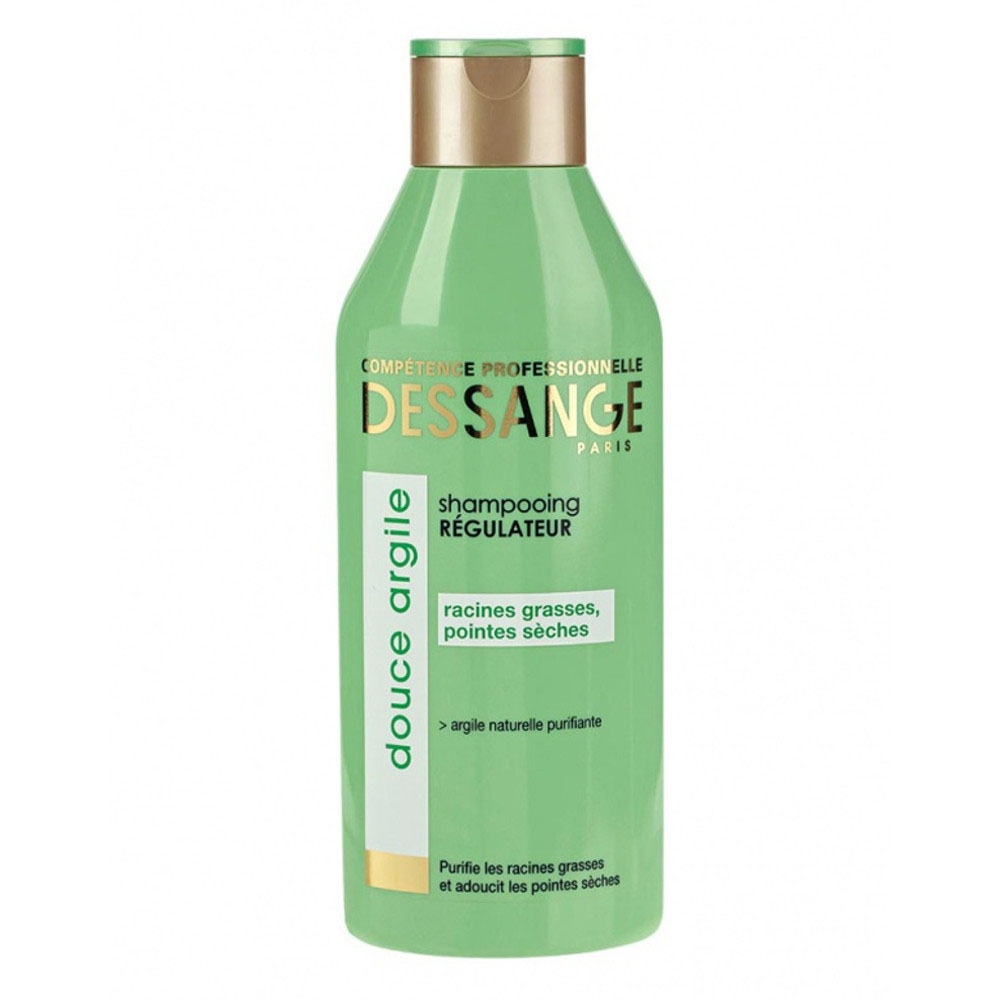 COMPÉTENCE PROFESSIONNELLE
DESSANGE
PARIS
douce argile
shampooing
RÉGULATEUR
racines grasses,
pointes sèches
> argile naturelle purifiante
Purifie les racines grasses
et adoucit les pointes sèches